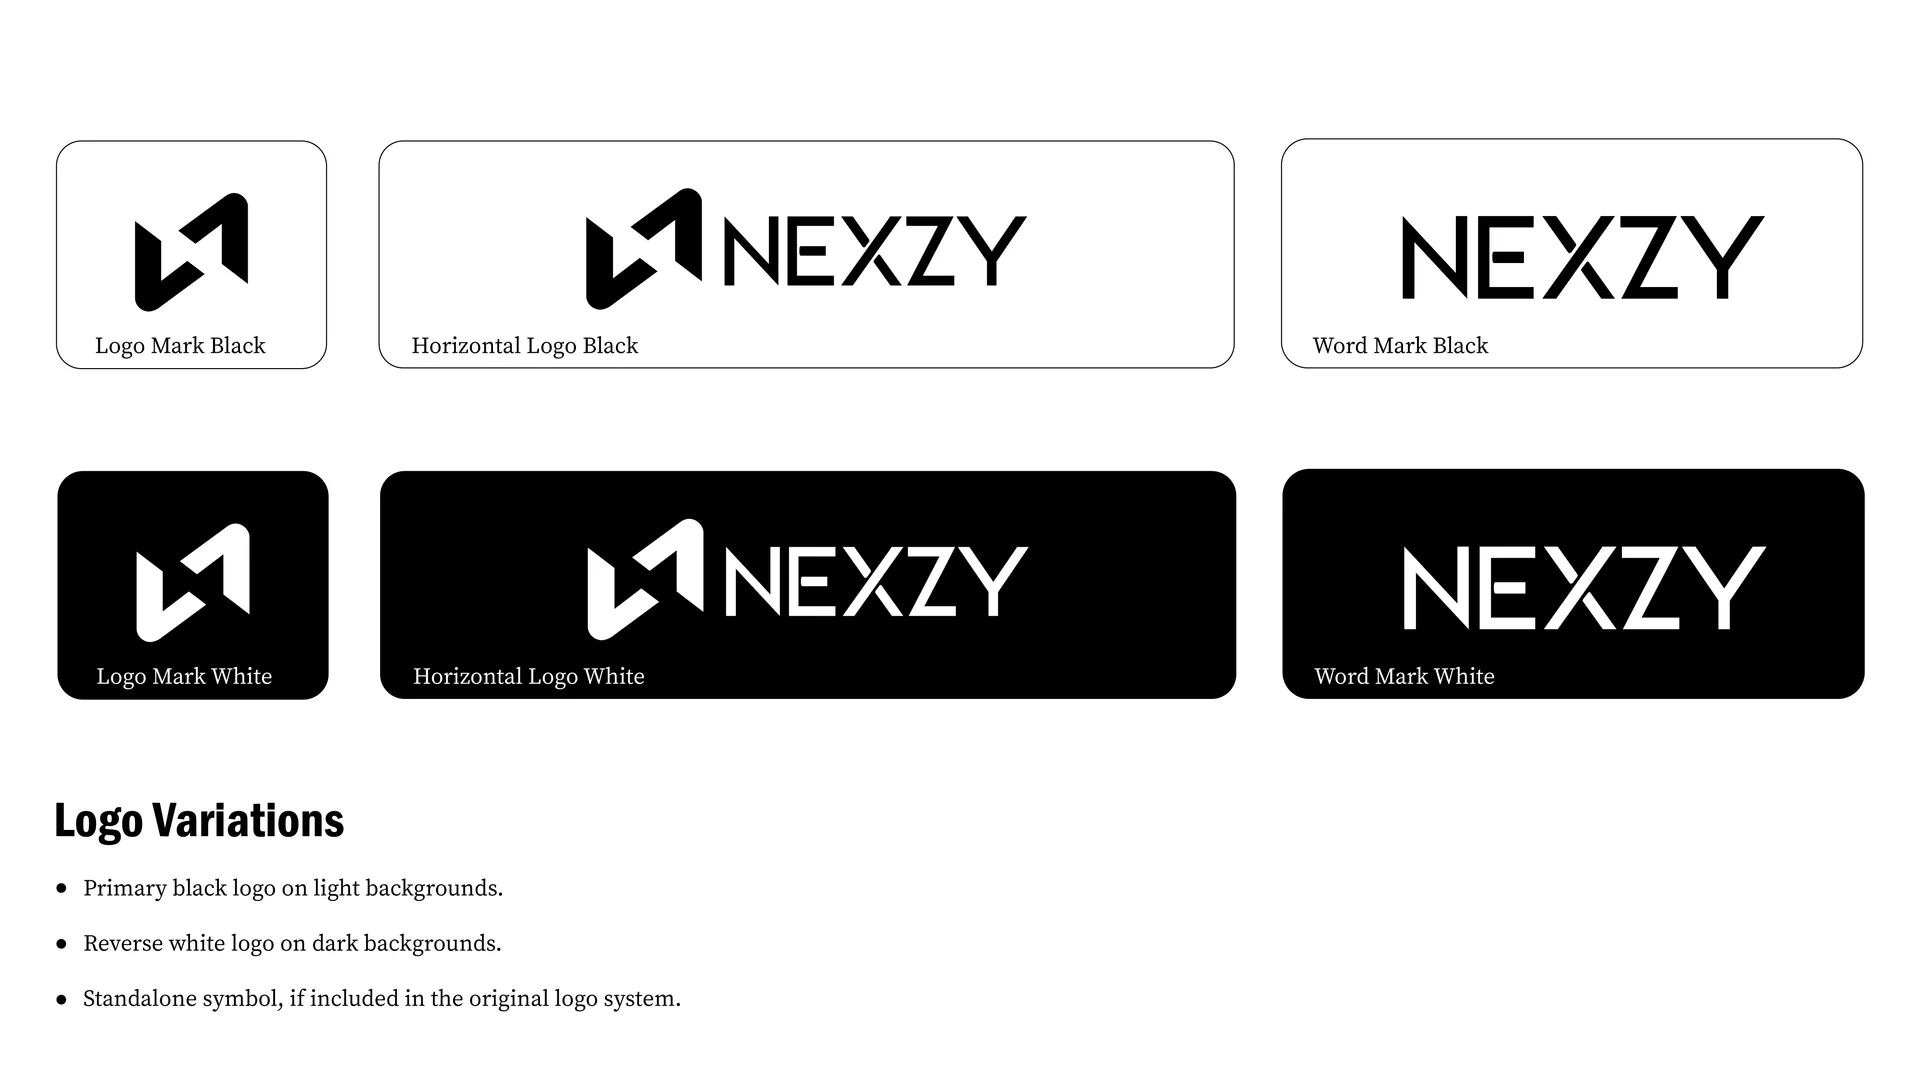 NEXZY
NEXZY
Logo Mark Black
Horizontal Logo Black
Word Mark Black
NEXZY
NEXZY
Logo Mark White
Horizontal Logo White
Word Mark White
Logo Variations
• Primary black logo on light backgrounds.
• Reverse white logo on dark backgrounds.
• Standalone symbol, if included in the original logo system.